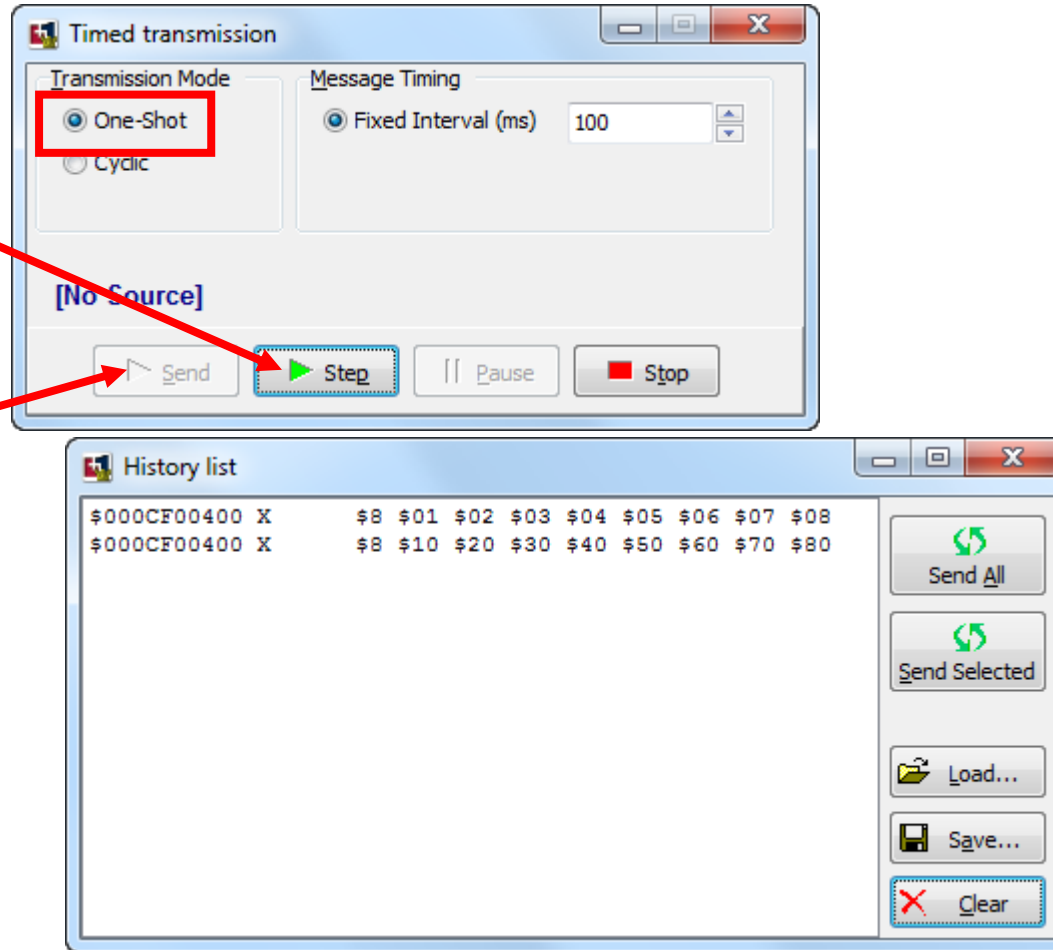 Timed transmission
Transmission Mode
Message Timing
One-Shot
Fixed Interval (ms)
100
Cyclic
[No Source]
Send
Step
Pause
Stop
History list
$000CF00400 X $8 $01 $02 $03 $04 $05 $06 $07 $08
$000CF00400 X $8 $10 $20 $30 $40 $50 $60 $70 $80
Send All
Send Selected
Load...
Save...
Clear